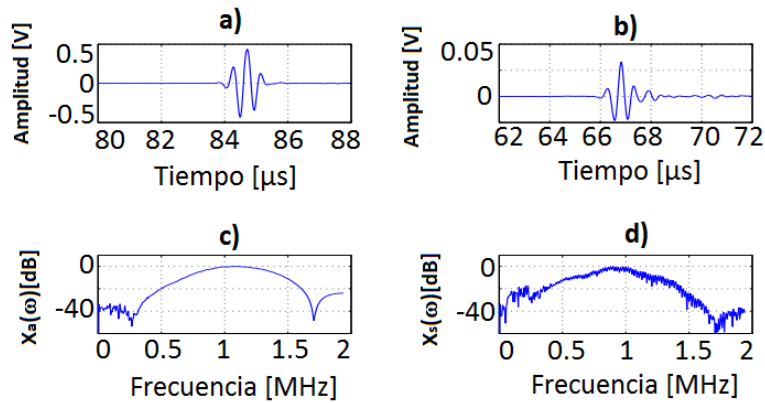 a)
Amplitud [V]
0.5
0
-0.5
80 82 84 86 88
Tiempo [µs]
b)
Amplitud [V]
0.05
0
62 64 66 68 70 72
Tiempo [µs]
c)
Xa(ω)[dB]
0
-40
0 0.5 1 1.5 2
Frecuencia [MHz]
d)
Xs(ω)[dB]
0
-40
0 0.5 1 1.5 2
Frecuencia [MHz]